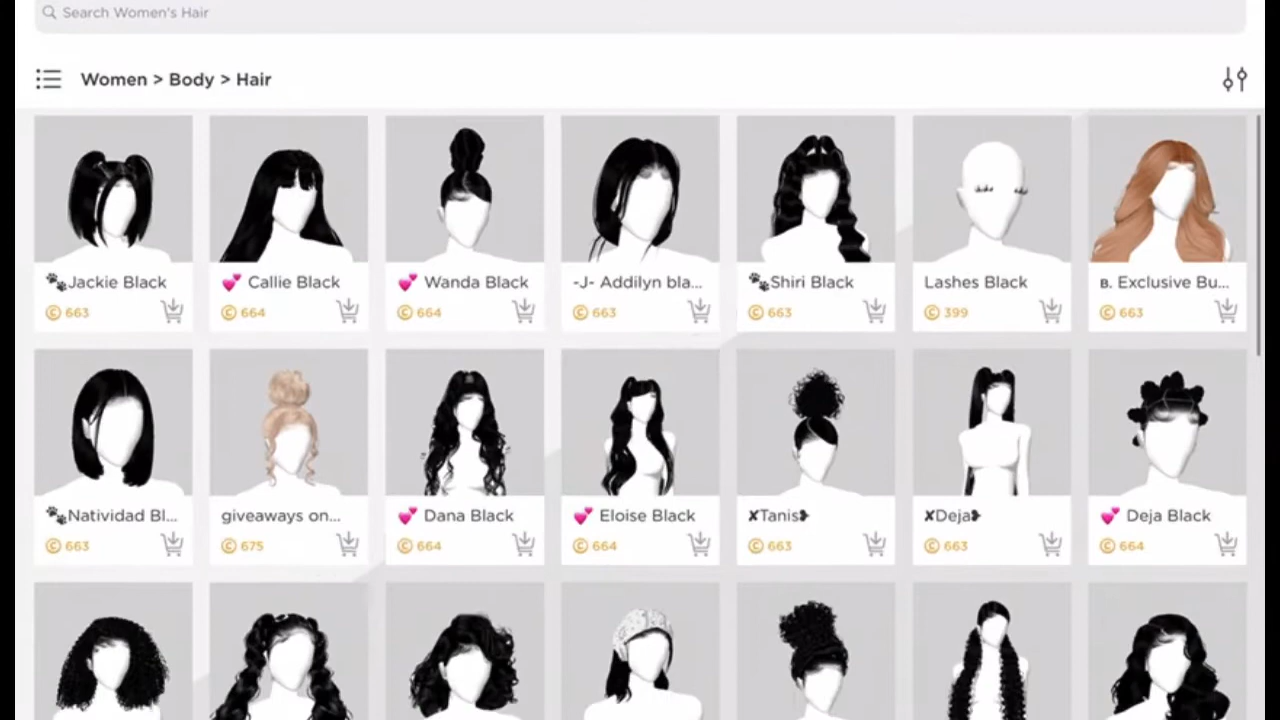 Search Women's Hair
Women > Body > Hair
🐾Jackie Black
💕 Callie Black
💕 Wanda Black
-J- Addilyn bla...
🐾Shiri Black
Lashes Black
B. Exclusive Bu...
663
664
664
663
663
399
663
🐾Natividad Bl...
giveaways on...
💕 Dana Black
💕 Eloise Black
✘Tanis❥
✘Deja❥
💕 Deja Black
663
675
664
664
663
663
664